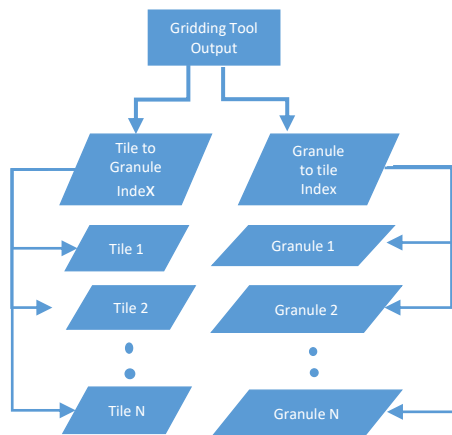 Gridding Tool
Output
Tile to
Granule
IndeX
Granule
to tile
Index
Tile 1
Granule 1
Tile 2
Granule 2
Tile N
Granule N